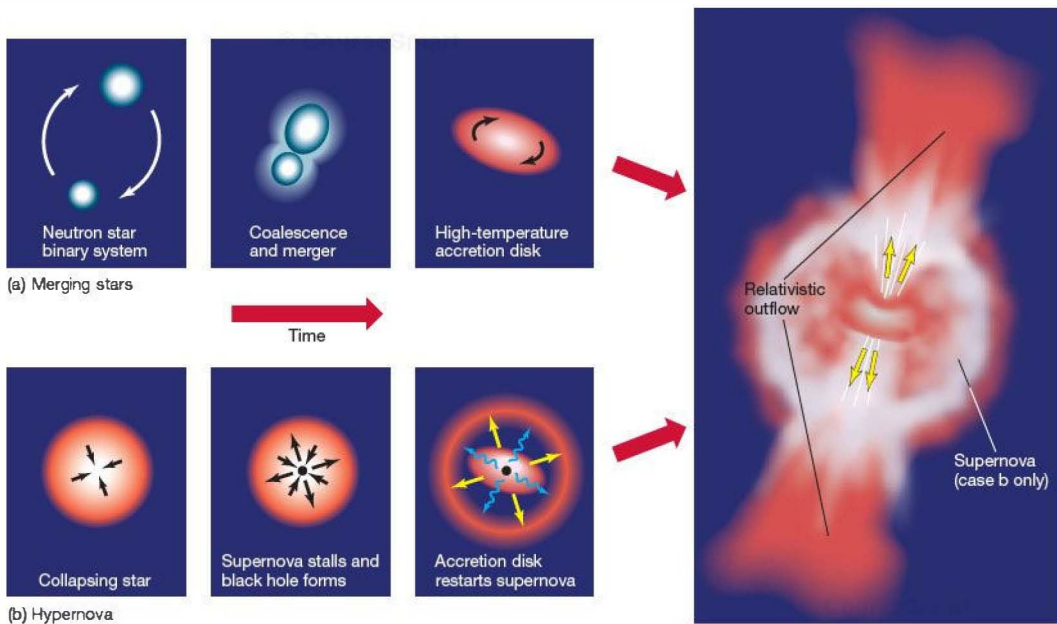 Neutron star
binary system
Coalescence
and merger
High-temperature
accretion disk
(a) Merging stars
Time
Collapsing star
Supernova stalls and
black hole forms
Accretion disk
restarts supernova
(b) Hypernova
Relativistic
outflow
Supernova
(case b only)